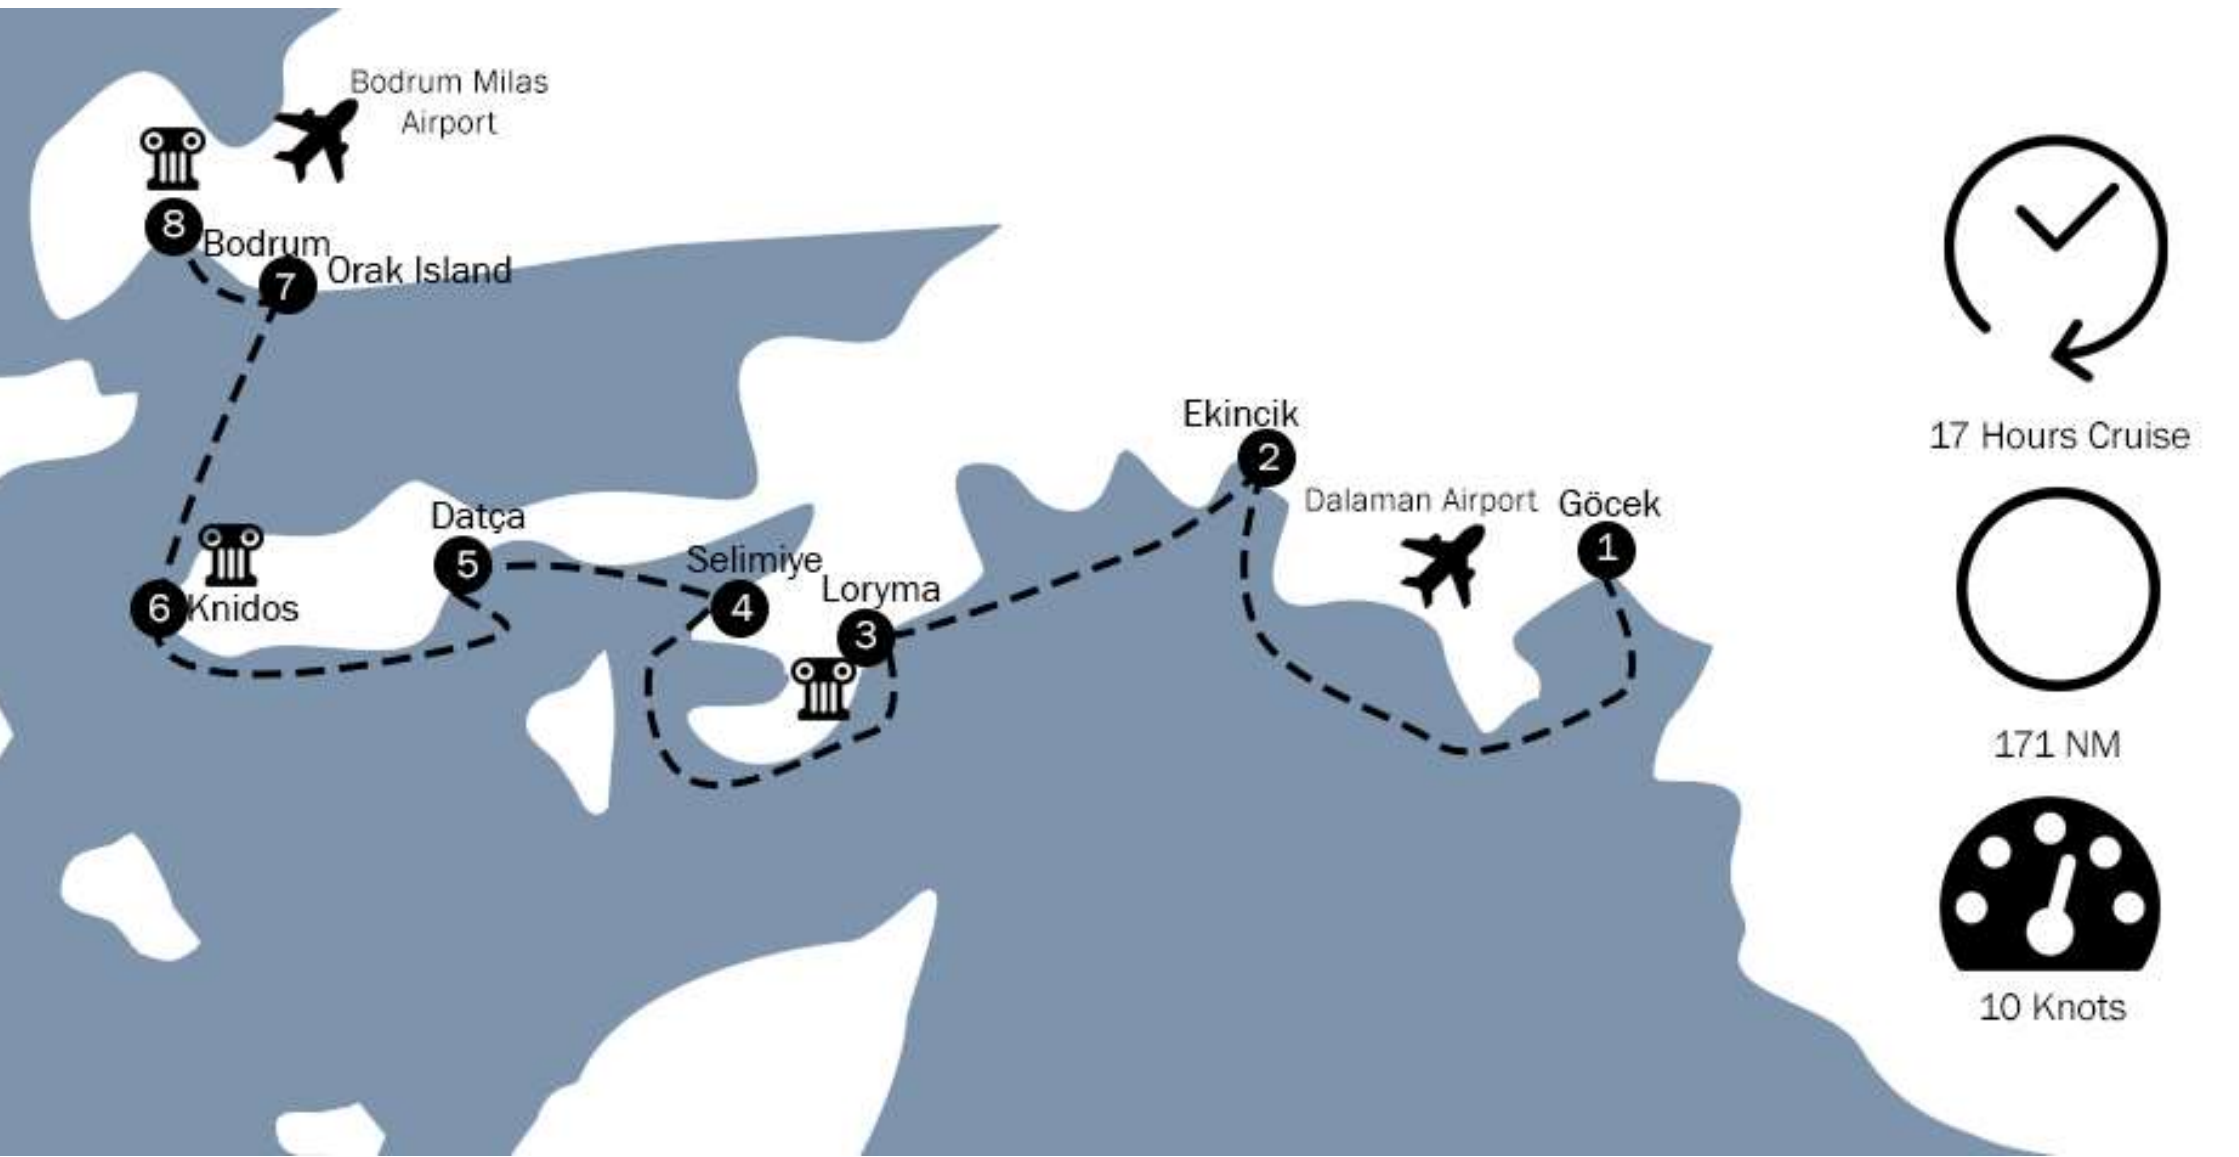 Bodrum Milas
Airport
8
Bodrum
7
Orak Island
Ekincik
2
Dalaman Airport
Göcek
1
Datça
5
Selimiye
4
Loryma
3
6
Knidos
17 Hours Cruise
171 NM
10 Knots